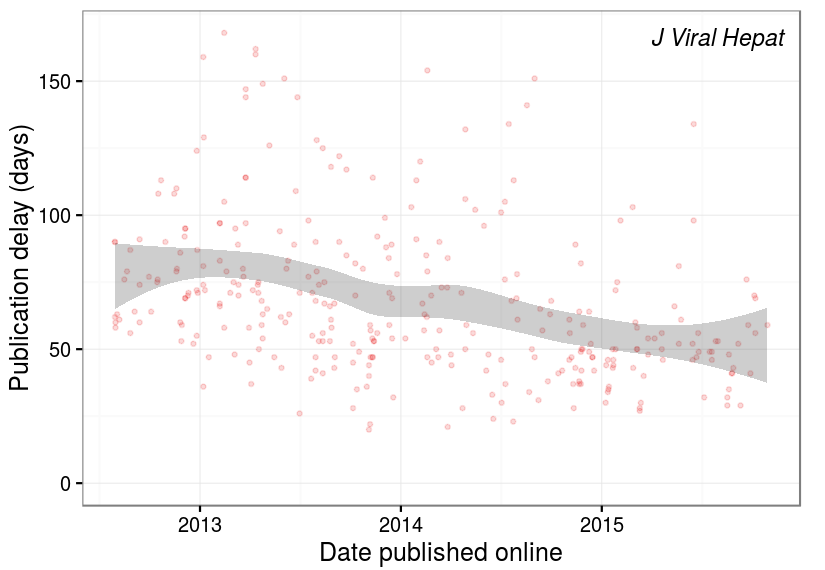 J Viral Hepat
Publication delay (days)
150
100
50
0
2013
2014
2015
Date published online